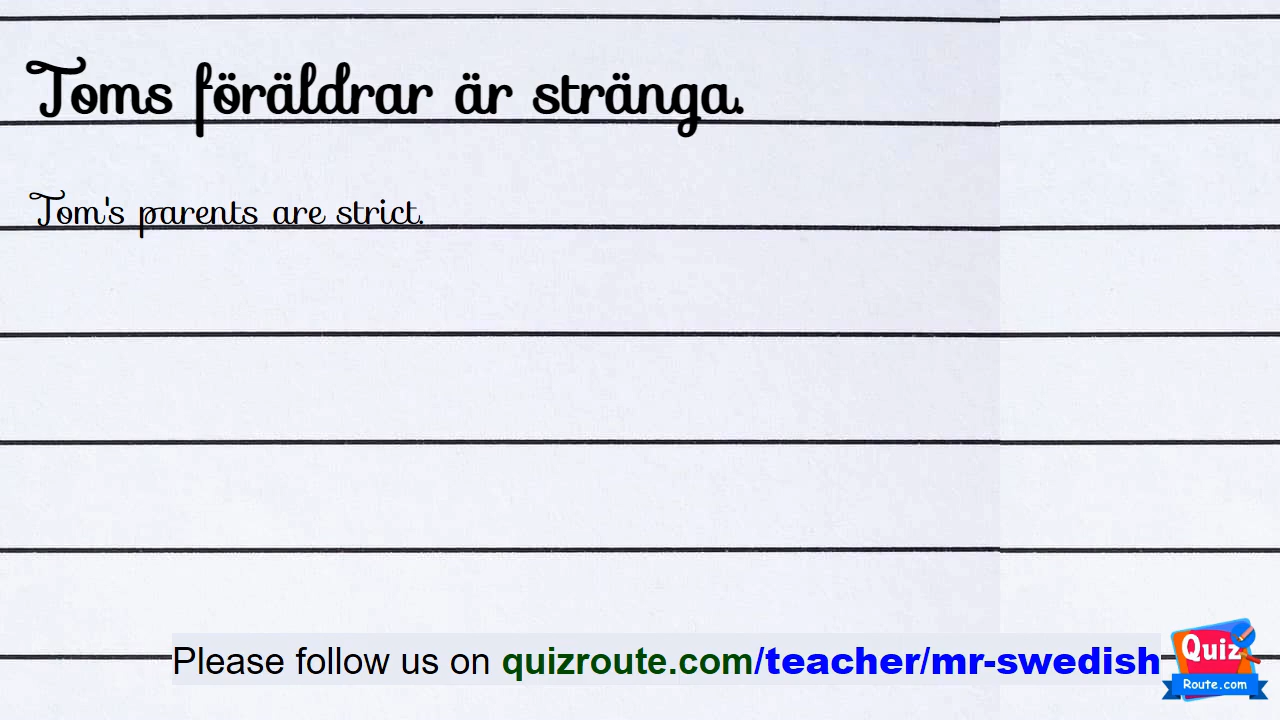 Toms föräldrar är stränga.
Tom's parents are strict.
Please follow us on quizroute.com/teacher/mr-swedish
Quiz
Route.com